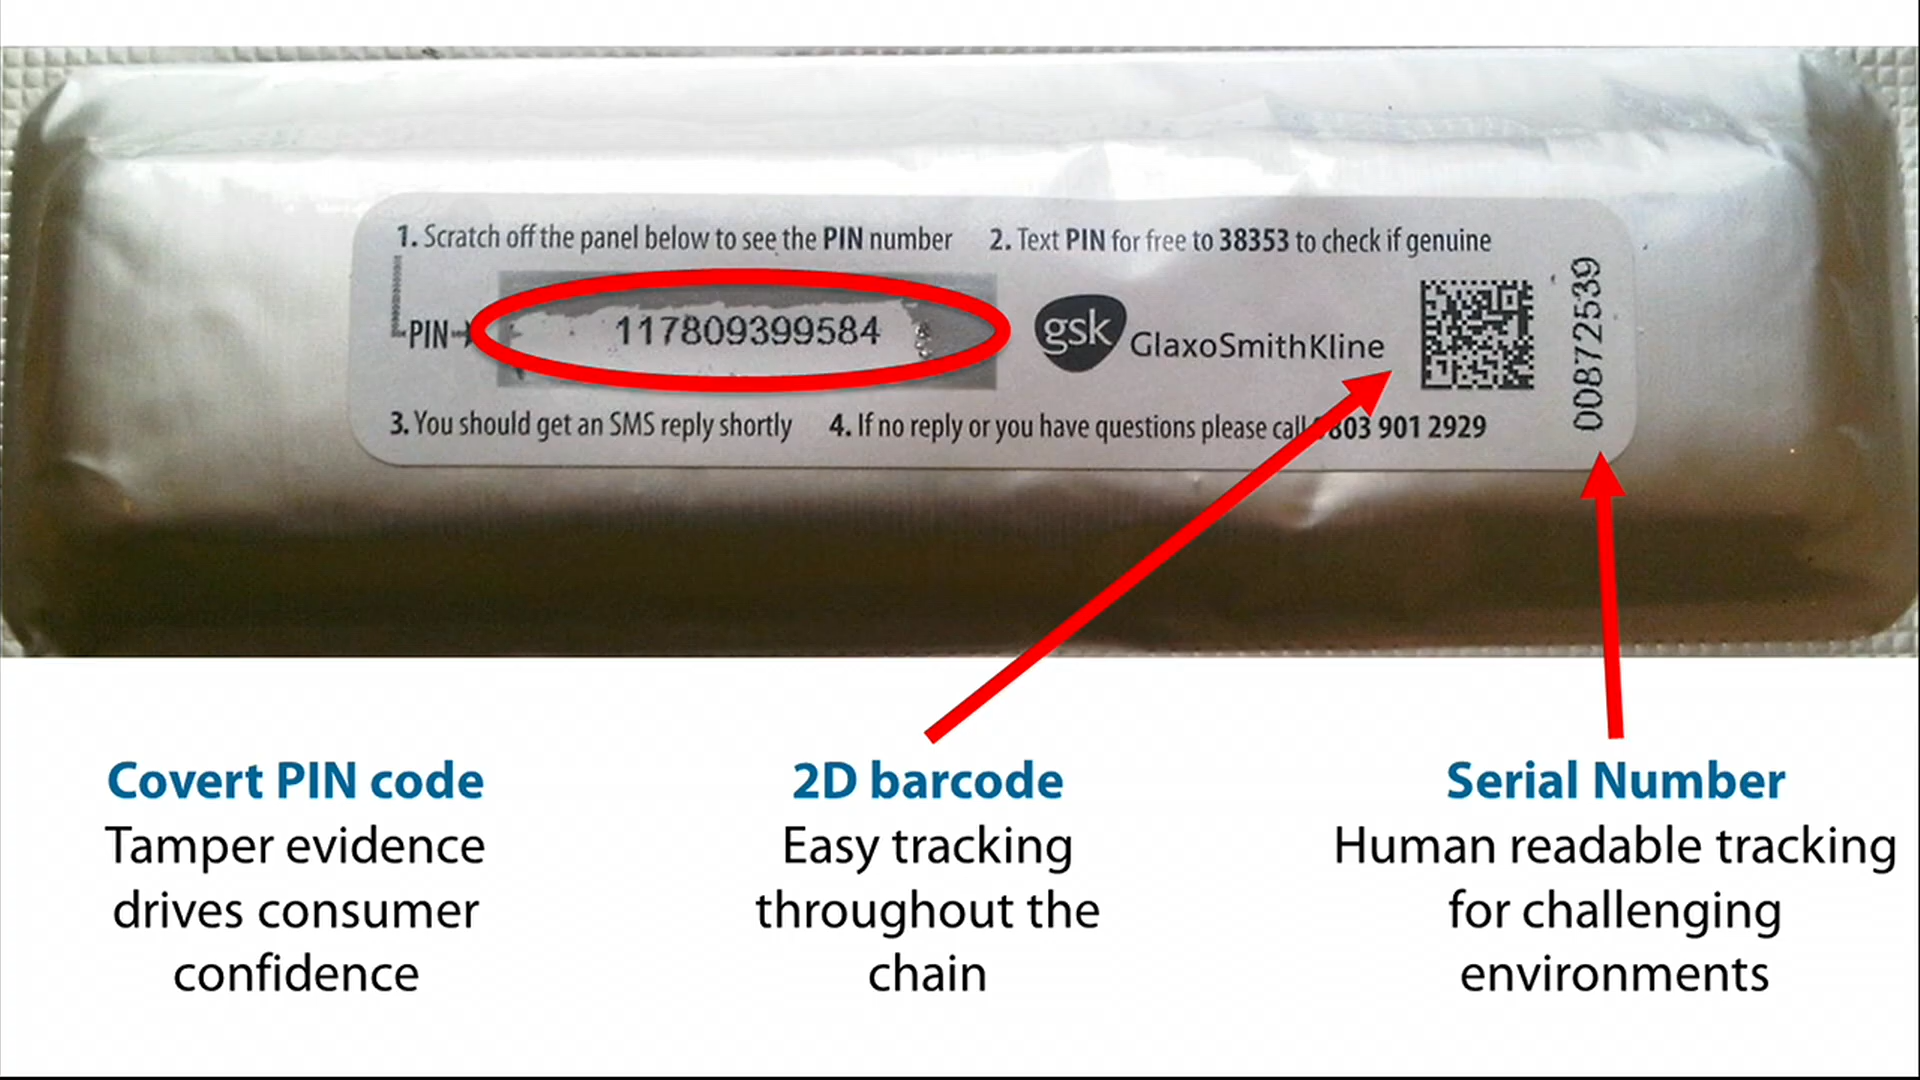 1. Scratch off the panel below to see the PIN number 2. Text PIN for free to 38353 to check if genuine
PIN 117809399584
gsk GlaxoSmithKline
00872539
3. You should get an SMS reply shortly 4. If no reply or you have questions please call 803 901 2929
Covert PIN code
Tamper evidence
drives consumer
confidence
2D barcode
Easy tracking
throughout the
chain
Serial Number
Human readable tracking
for challenging
environments